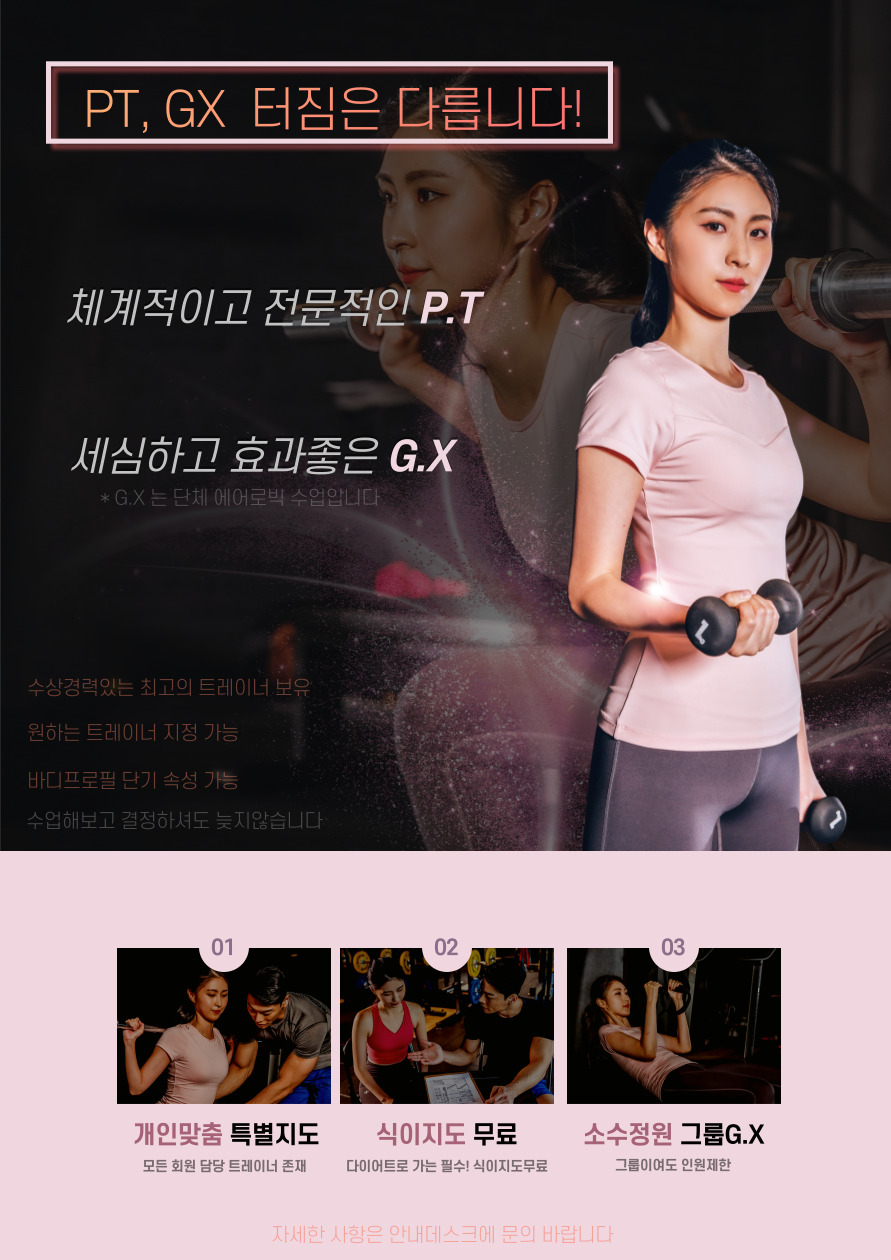 PT, GX 터짐은 다릅니다!
체계적이고 전문적인 P.T
세심하고 효과좋은 G.X
* G.X 는 단체 에어로빅 수업입니다
수상경력있는 최고의 트레이너 보유
원하는 트레이너 지정 가능
바디프로필 단기 속성 가능
수업해보고 결정하셔도 늦지않습니다
01
02
03
개인맞춤 특별지도
식이지도 무료
소수정원 그룹G.X
모든 회원 담당 트레이너 존재
다이어트로 가는 필수! 식이지도무료
그룹이여도 인원제한
자세한 사항은 안내데스크에 문의 바랍니다